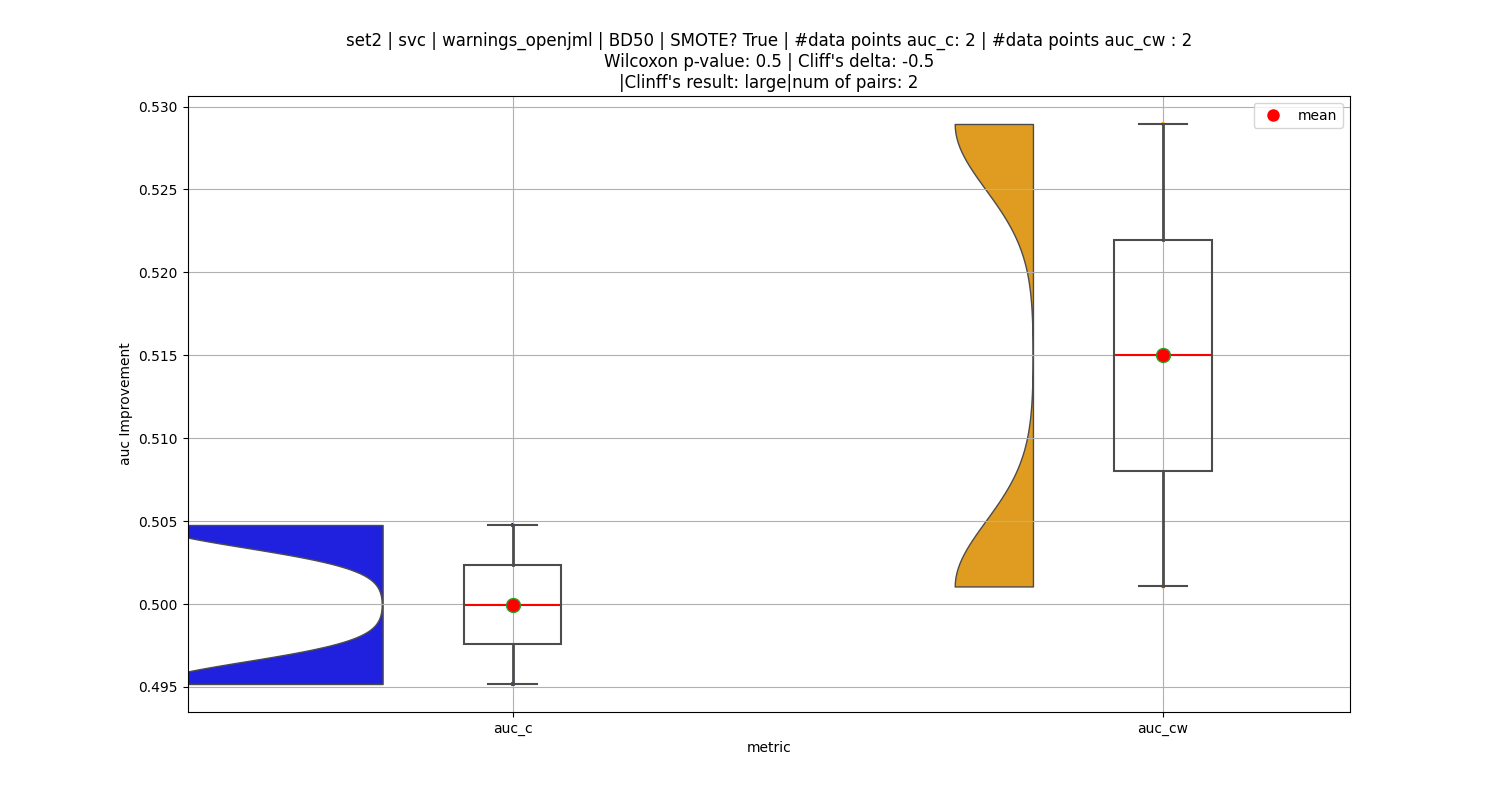 set2 | svc | warnings_openjml | BD50 | SMOTE? True | #data points auc_c: 2 | #data points auc_cw : 2
Wilcoxon p-value: 0.5 | Cliff's delta: -0.5
|Clinff's result: large|num of pairs: 2
mean
0.530
0.525
0.520
0.515
0.510
0.505
0.500
0.495
auc Improvement
auc_c
auc_cw
metric